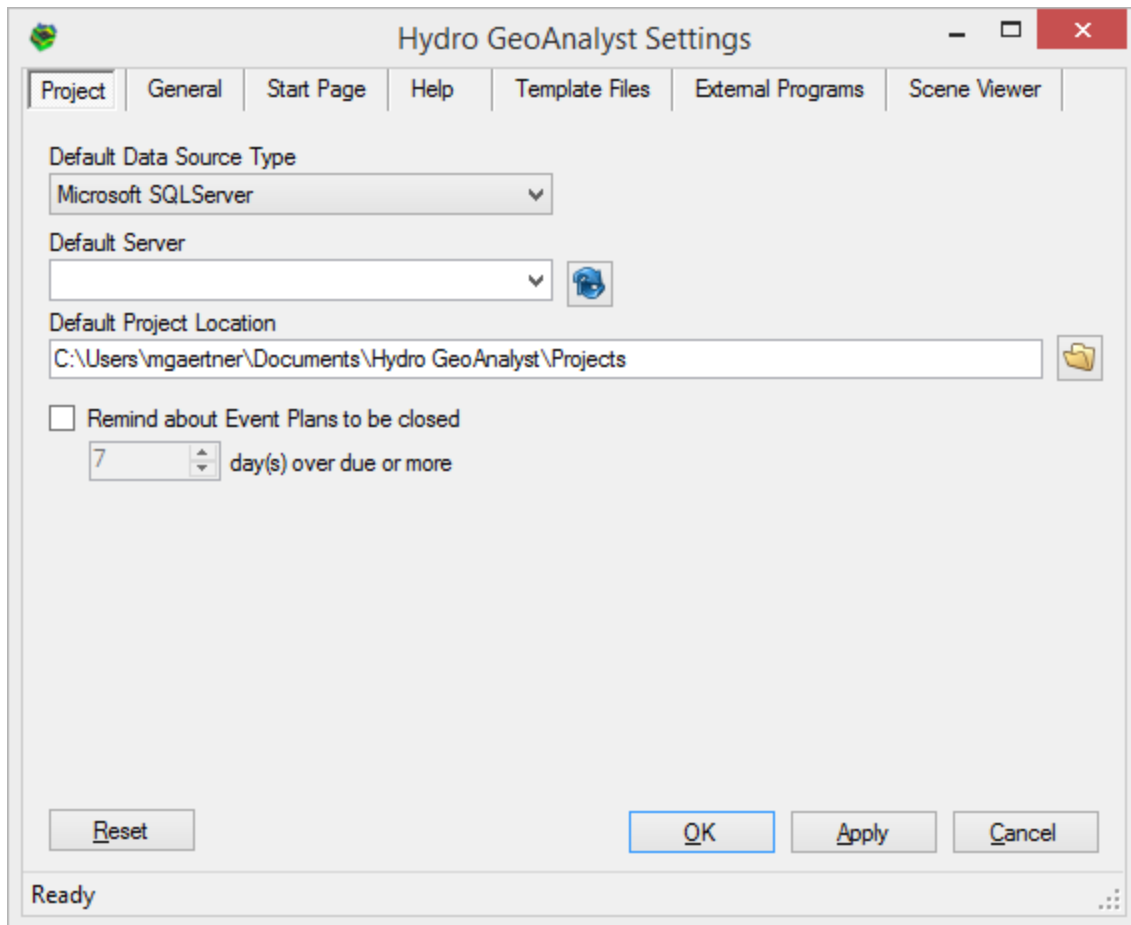 Hydro GeoAnalyst Settings
Project General Start Page Help Template Files External Programs Scene Viewer
Default Data Source Type
Microsoft SQLServer
Default Server
Default Project Location
C:\Users\mgaertner\Documents\Hydro GeoAnalyst\Projects
Remind about Event Plans to be closed
7 day(s) over due or more
Reset OK Apply Cancel
Ready